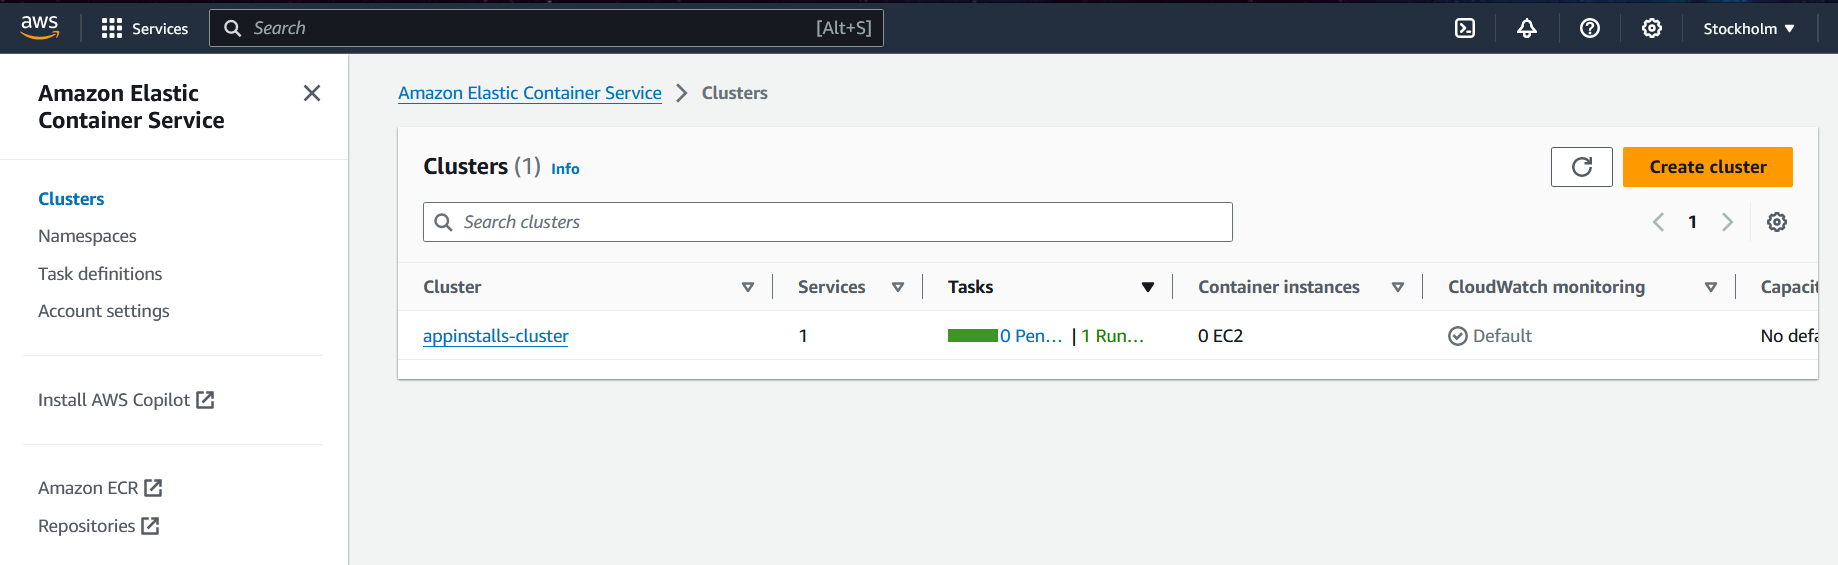 aws Services Search [Alt+S] Stockholm
Amazon Elastic
Container Service
Clusters
Namespaces
Task definitions
Account settings
Install AWS Copilot
Amazon ECR
Repositories
Amazon Elastic Container Service > Clusters
Clusters (1) Info
Create cluster
Search clusters
1
Cluster Services Tasks Container instances CloudWatch monitoring Capacit
appinstalls-cluster 1 0 Pen... | 1 Run... 0 EC2 Default No defa